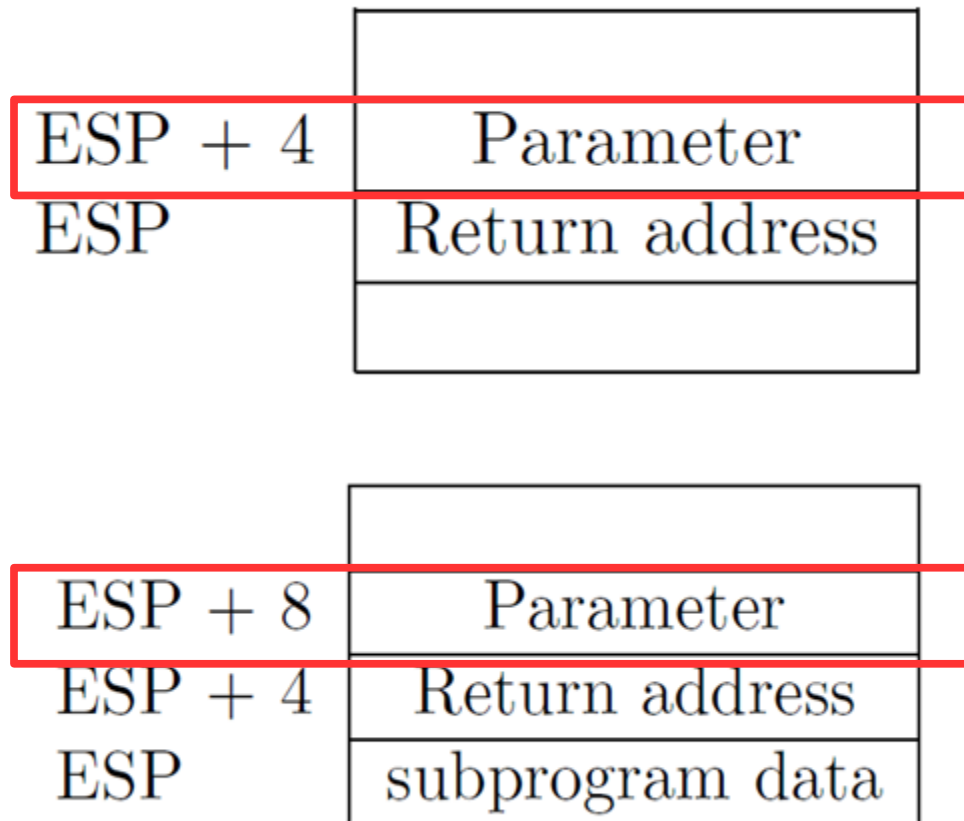 ESP + 4 Parameter
ESP Return address
ESP + 8 Parameter
ESP + 4 Return address
ESP subprogram data